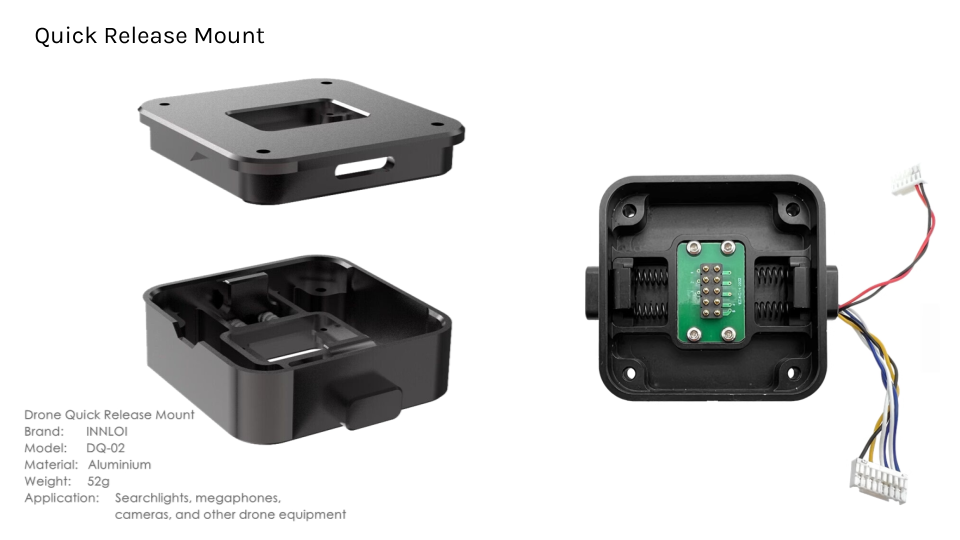 Quick Release Mount
Drone Quick Release Mount
Brand: INNLOI
Model: DQ-02
Material: Aluminium
Weight: 52g
Application: Searchlights, megaphones,
cameras, and other drone equipment